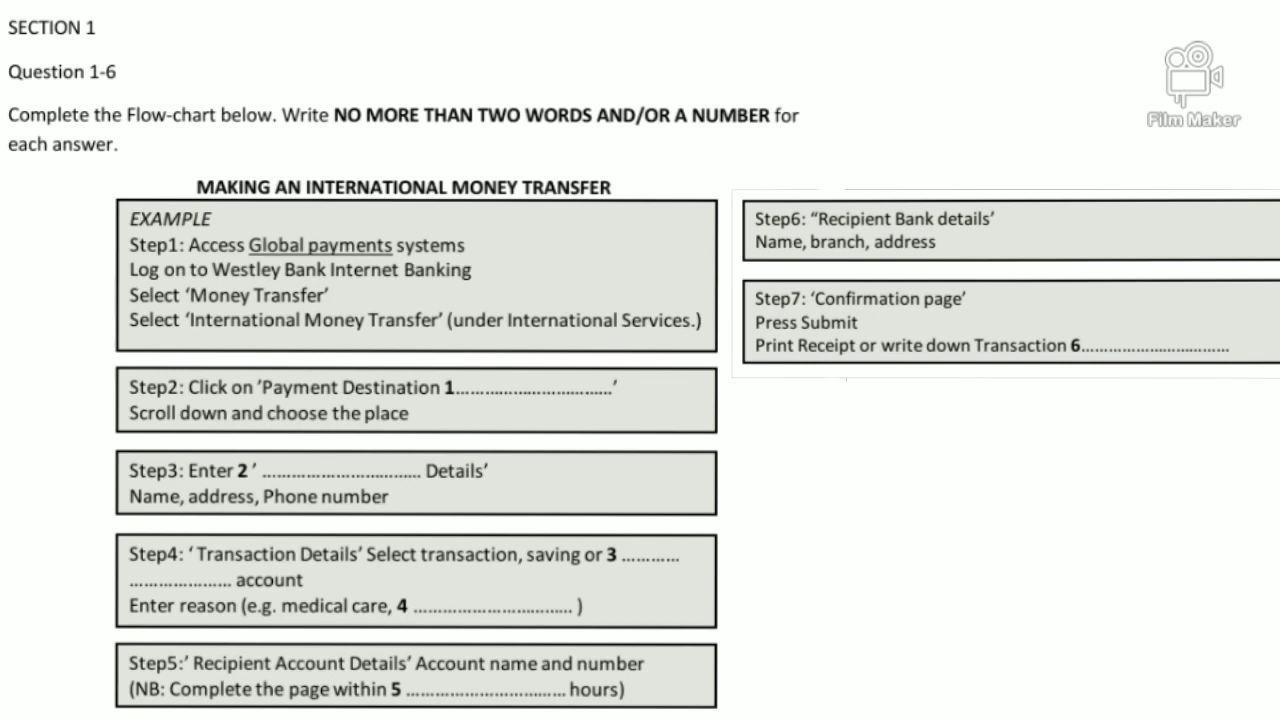 SECTION 1
Question 1-6
Complete the Flow-chart below. Write NO MORE THAN TWO WORDS AND/OR A NUMBER for
each answer.
Film Maker
MAKING AN INTERNATIONAL MONEY TRANSFER
EXAMPLE
Step1: Access Global payments systems
Log on to Westley Bank Internet Banking
Select ‘Money Transfer’
Select ‘International Money Transfer’ (under International Services.)
Step2: Click on ’Payment Destination 1.................................’
Scroll down and choose the place
Step3: Enter 2 ’ ................................. Details’
Name, address, Phone number
Step4: ‘ Transaction Details’ Select transaction, saving or 3 ............
..................... account
Enter reason (e.g. medical care, 4 ................................. )
Step5:’ Recipient Account Details’ Account name and number
(NB: Complete the page within 5 ................................. hours)
Step6: “Recipient Bank details’
Name, branch, address
Step7: ‘Confirmation page’
Press Submit
Print Receipt or write down Transaction 6...............................